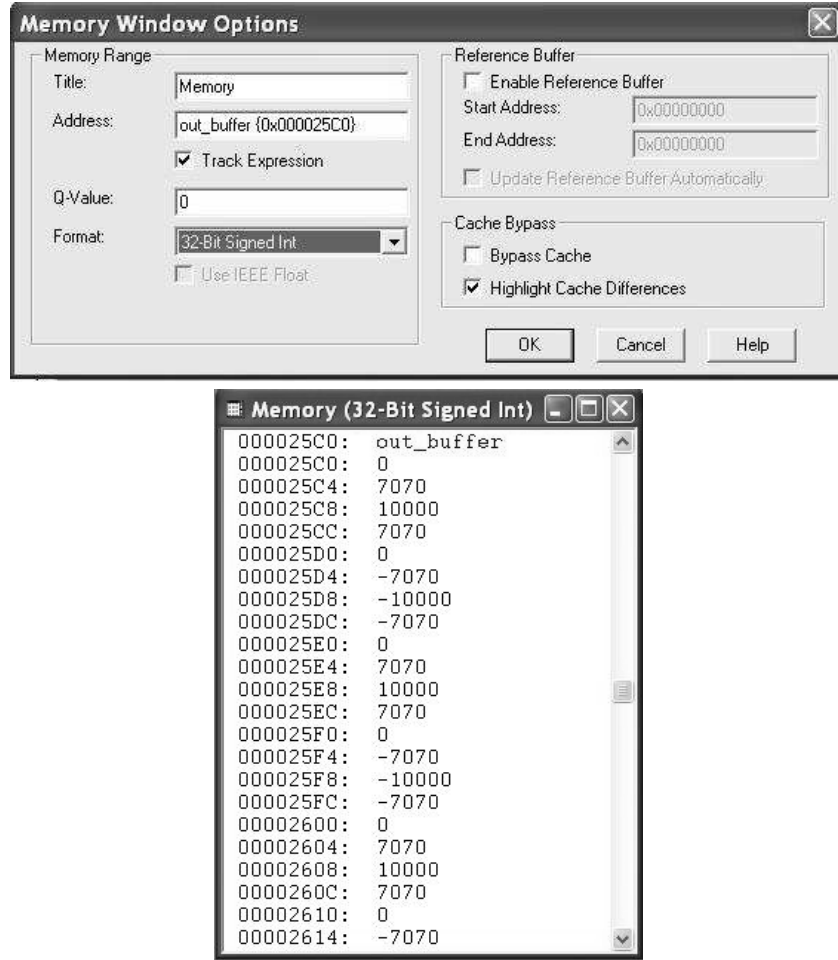 Memory Window Options
Memory Range
Title:
Memory
Address:
out_buffer {0x000025C0}
Track Expression
Q-Value:
0
Format:
32-Bit Signed Int
Use IEEE Float
Reference Buffer
Enable Reference Buffer
Start Address:
0x00000000
End Address:
0x00000000
Update Reference Buffer Automatically
Cache Bypass
Bypass Cache
Highlight Cache Differences
OK Cancel Help
Memory (32-Bit Signed Int)
000025C0: out_buffer
000025C0: 0
000025C4: 7070
000025C8: 10000
000025CC: 7070
000025D0: 0
000025D4: -7070
000025D8: -10000
000025DC: -7070
000025E0: 0
000025E4: 7070
000025E8: 10000
000025EC: 7070
000025F0: 0
000025F4: -7070
000025F8: -10000
000025FC: -7070
00002600: 0
00002604: 7070
00002608: 10000
0000260C: 7070
00002610: 0
00002614: -7070